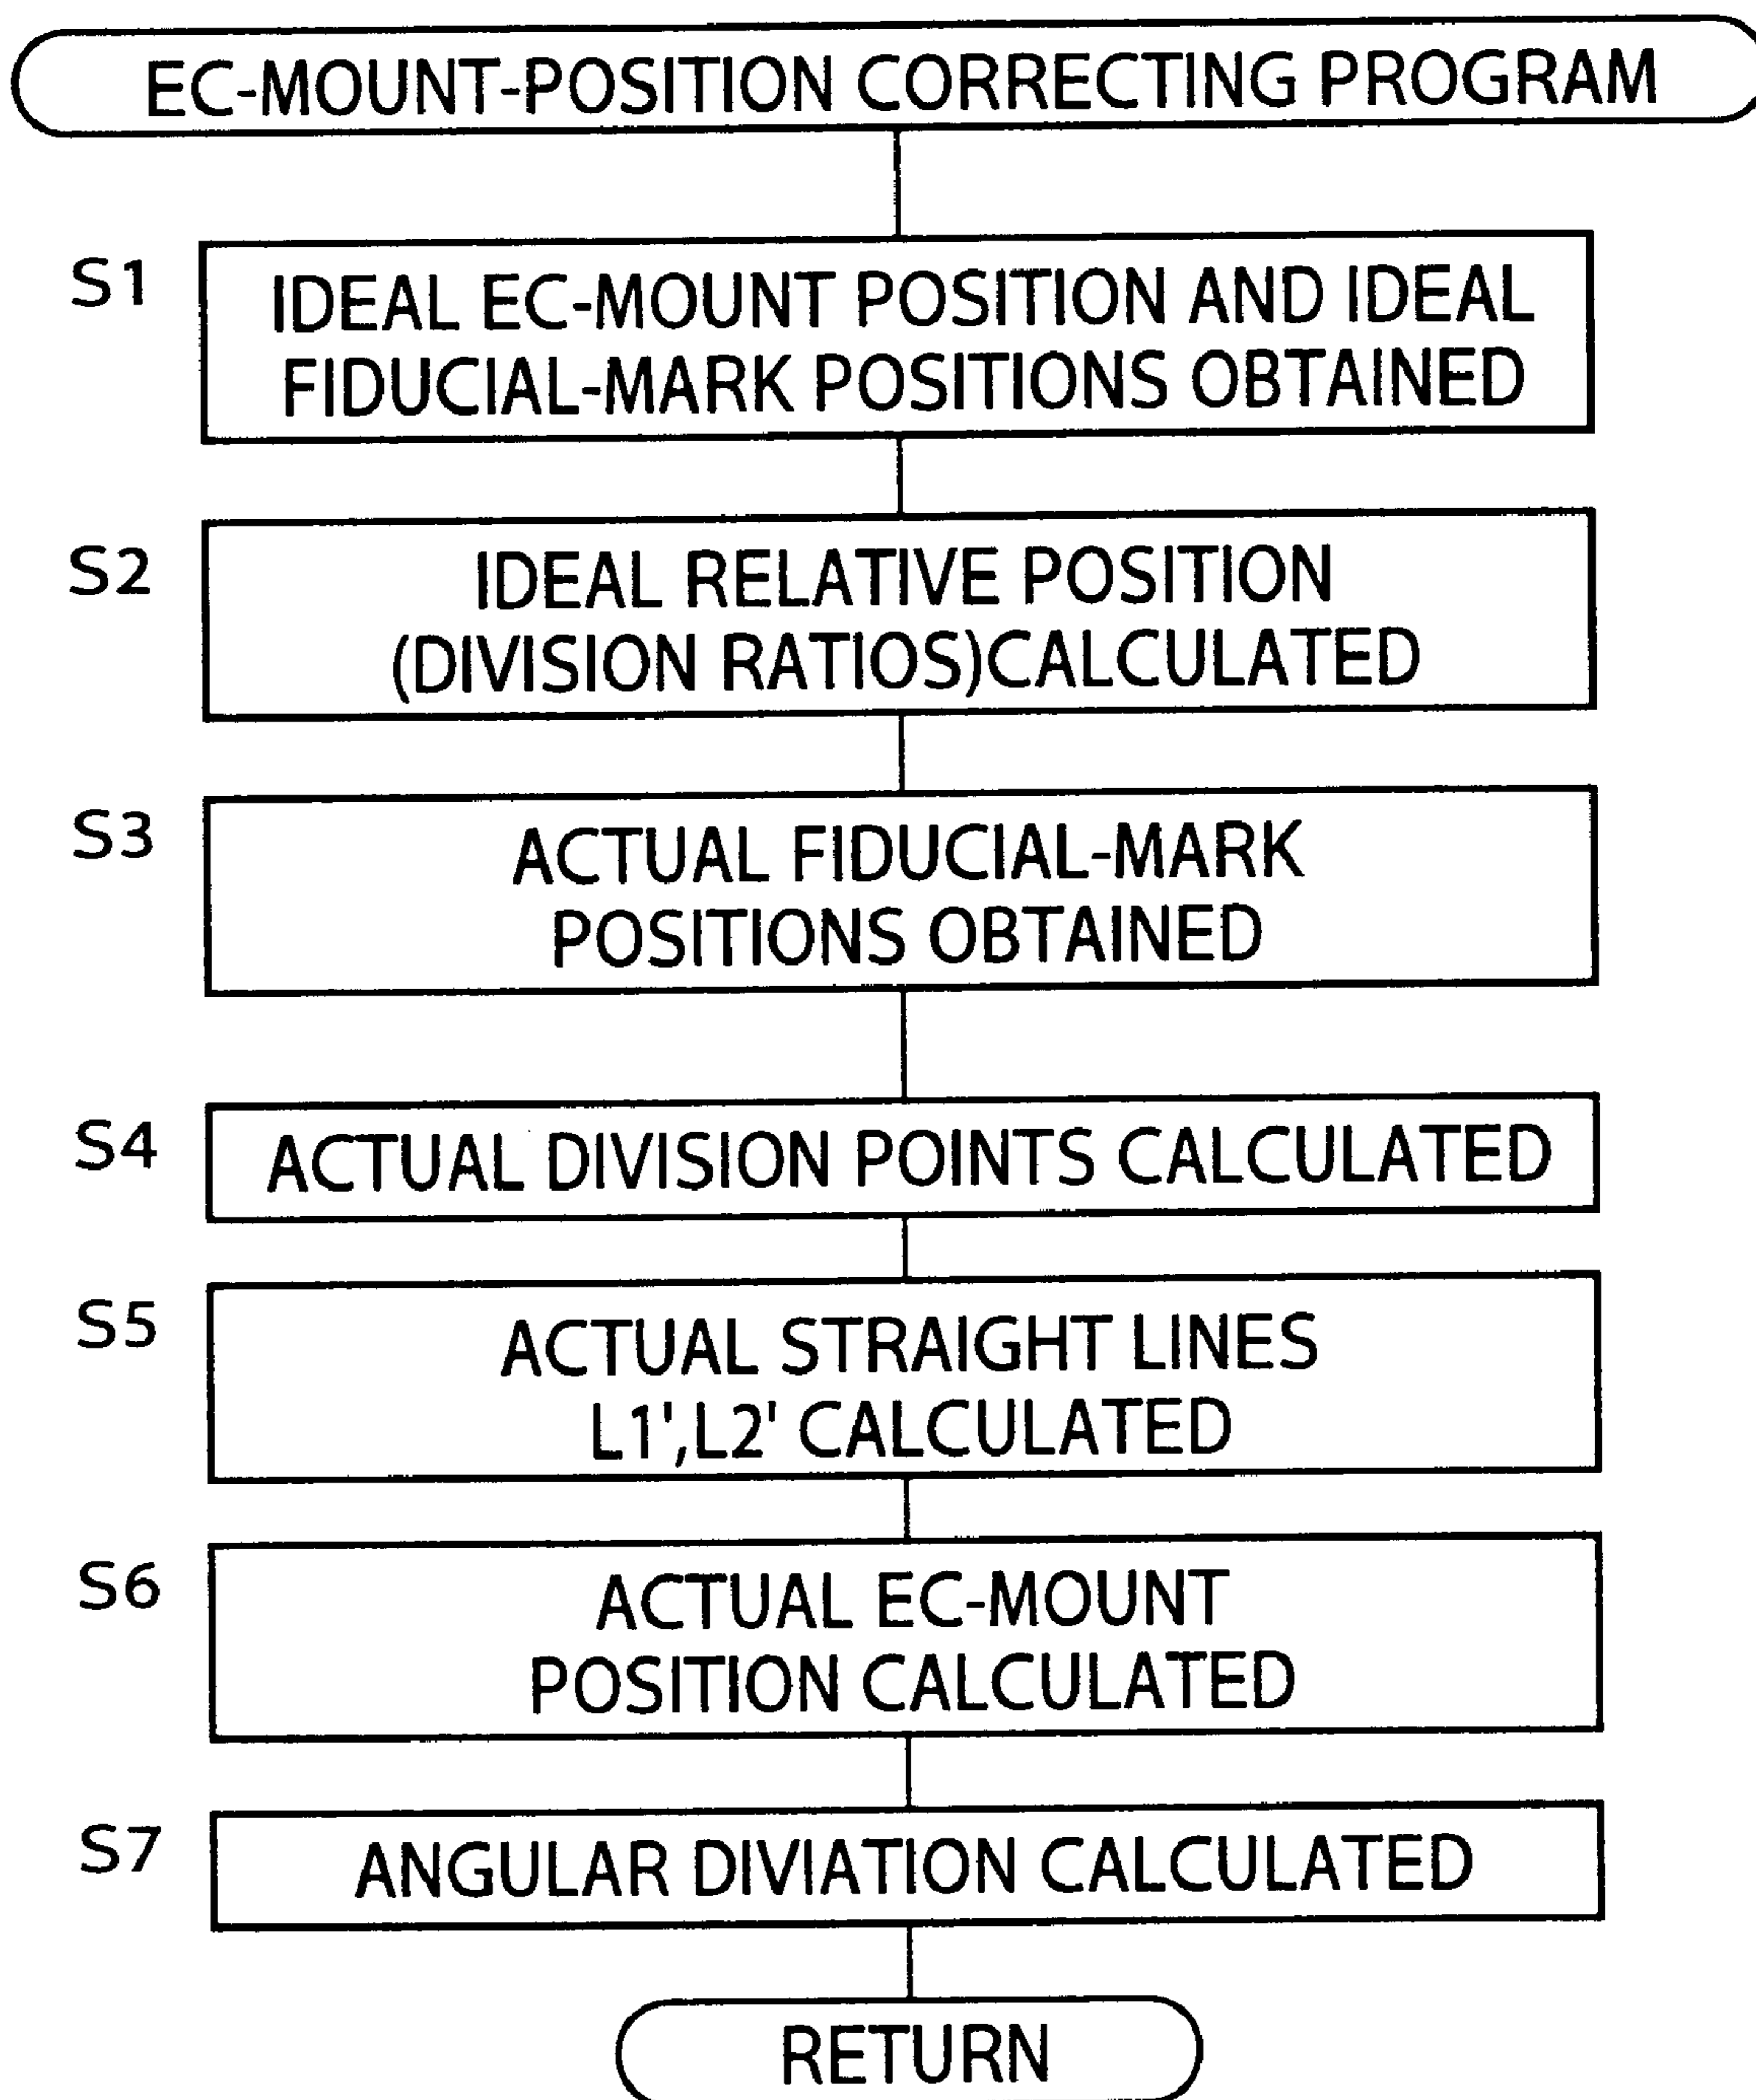 EC-MOUNT-POSITION CORRECTING PROGRAM
S1
IDEAL EC-MOUNT POSITION AND IDEAL
FIDUCIAL-MARK POSITIONS OBTAINED
S2
IDEAL RELATIVE POSITION
(DIVISION RATIOS)CALCULATED
S3
ACTUAL FIDUCIAL-MARK
POSITIONS OBTAINED
S4
ACTUAL DIVISION POINTS CALCULATED
S5
ACTUAL STRAIGHT LINES
L1',L2' CALCULATED
S6
ACTUAL EC-MOUNT
POSITION CALCULATED
S7
ANGULAR DIVIATION CALCULATED
RETURN